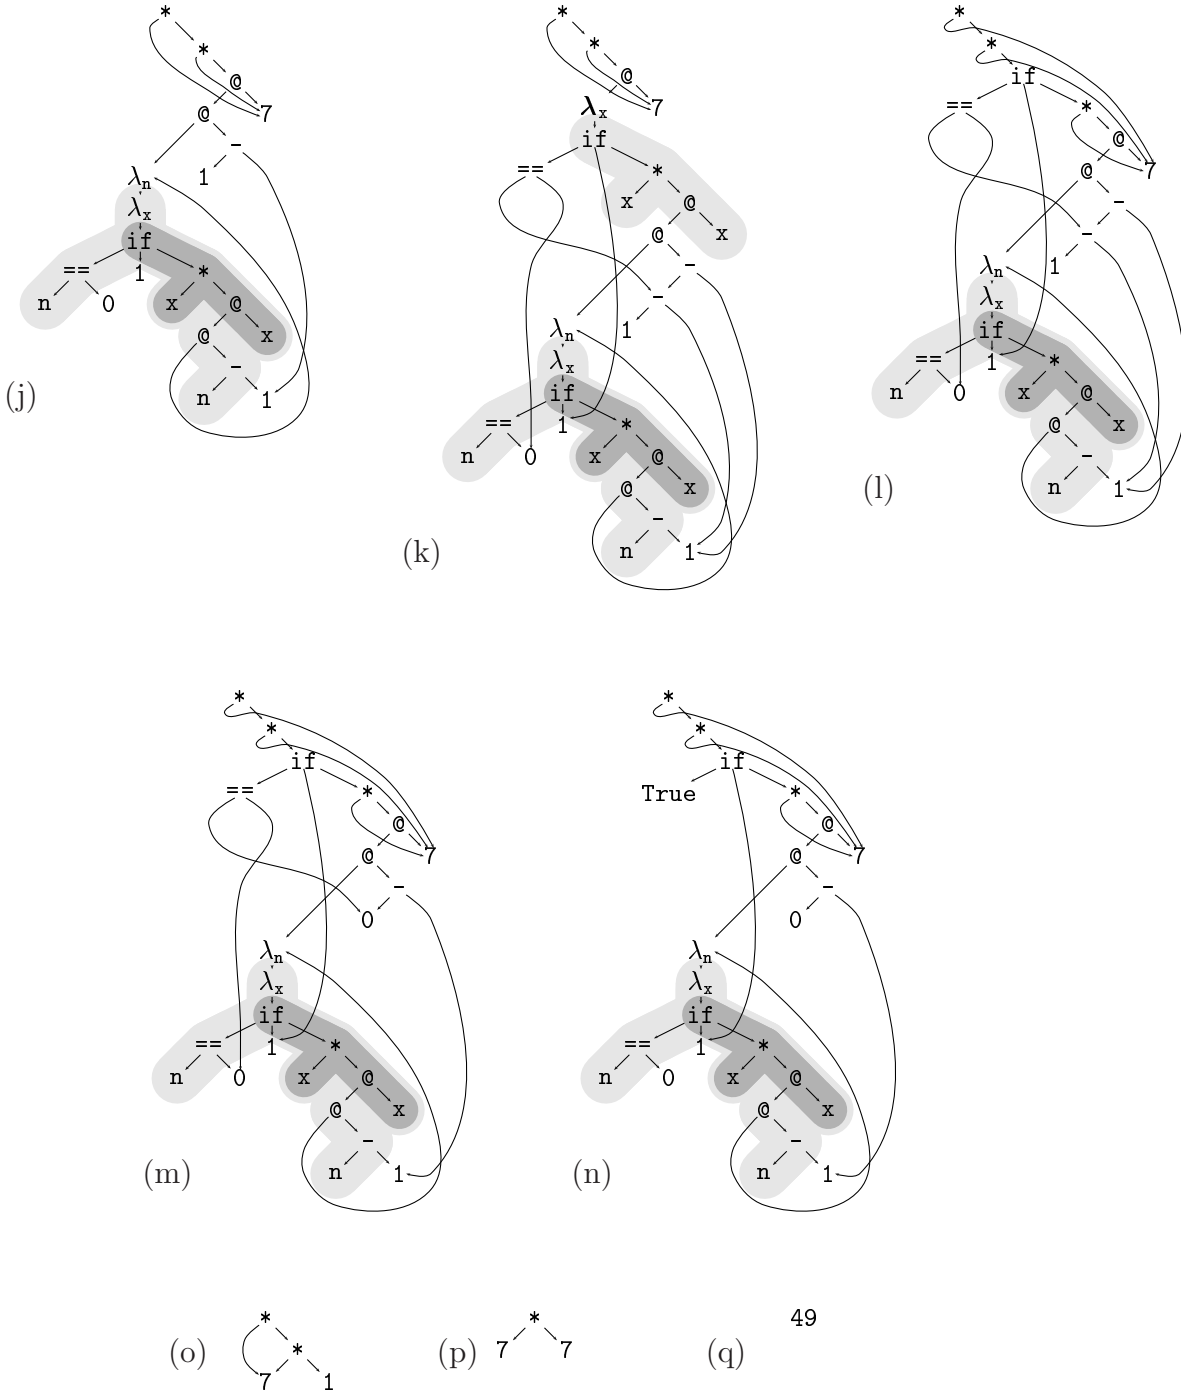 *
*
@
@ 7
-
λn 1
λx
if
== 1 *
n 0 x @
@ x
-
n 1
(j)
*
*
@
λx 7
if
== *
x @
@ x
-
-
λn 1
λx
if
== 1 *
n 0 x @
@ x
-
n 1
(k)
*
*
if
== *
@
@ 7
-
-
λn 1
λx
if
== 1 *
n 0 x @
@ x
-
n 1
(l)
*
*
if
== *
@
@ 7
-
0
λn
λx
if
== 1 *
n 0 x @
@ x
-
(m) n 1
*
*
if
True *
@
@ 7
-
0
λn
λx
if
== 1 *
n 0 x @
@ x
-
(n) n 1
*
(o) *
7 1
*
(p) 7 7
49
(q)